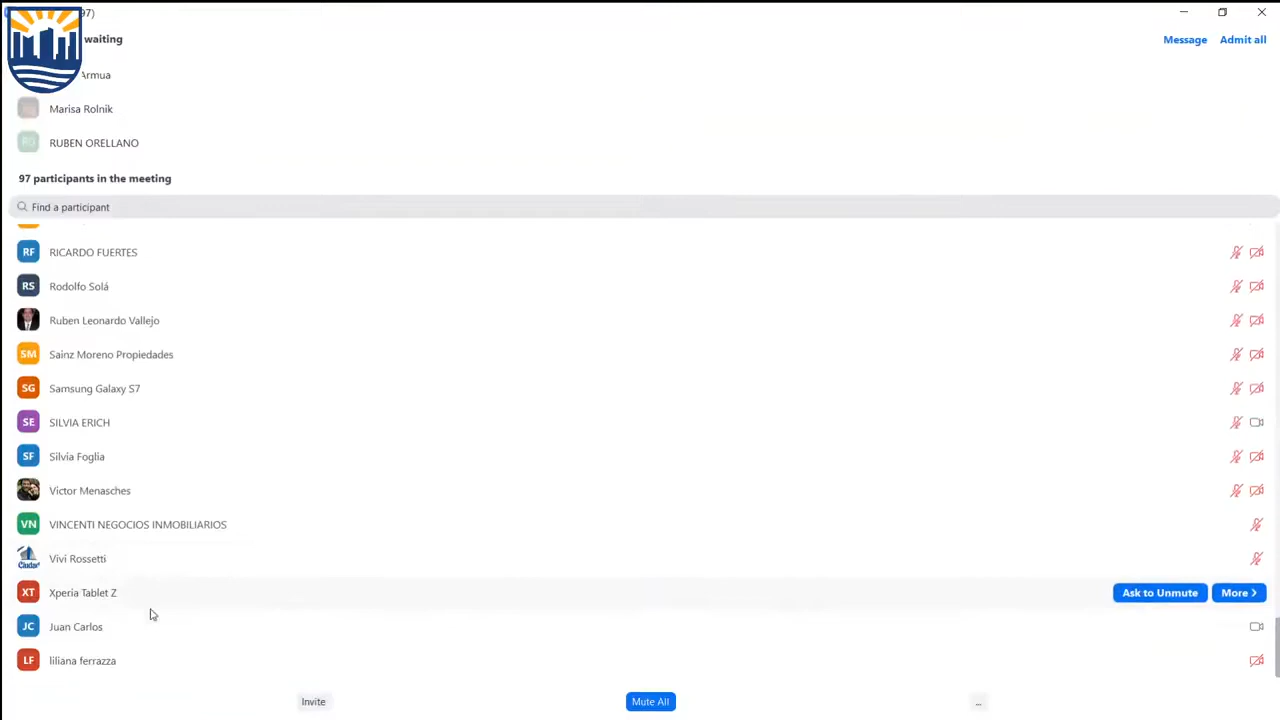 97)
waiting
Message
Admit all
Armua
Marisa Rolnik
RO
RUBEN ORELLANO
97 participants in the meeting
Find a participant
RF RICARDO FUERTES
RS Rodolfo Solá
Ruben Leonardo Vallejo
SM Sainz Moreno Propiedades
SG Samsung Galaxy S7
SE SILVIA ERICH
SF Silvia Foglia
Victor Menasches
VN VINCENTI NEGOCIOS INMOBILIARIOS
Ciudad Vivi Rossetti
XT Xperia Tablet Z
Ask to Unmute
More >
JC Juan Carlos
LF liliana ferrazza
Invite
Mute All
...